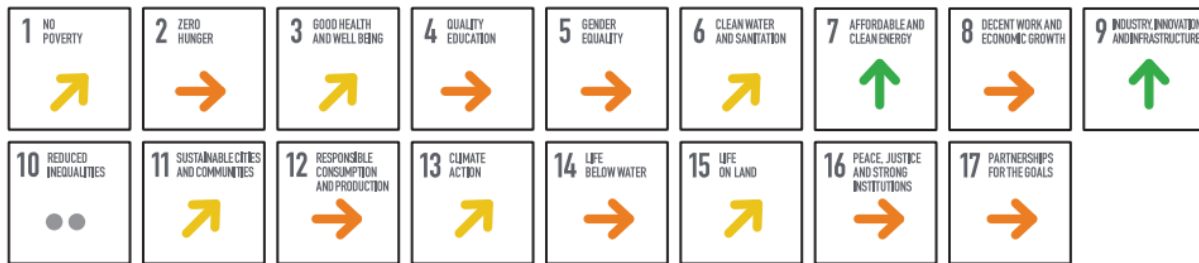 1 NO
POVERTY
2 ZERO
HUNGER
3 GOOD HEALTH
AND WELL BEING
4 QUALITY
EDUCATION
5 GENDER
EQUALITY
6 CLEAN WATER
AND SANITATION
7 AFFORDABLE AND
CLEAN ENERGY
8 DECENT WORK AND
ECONOMIC GROWTH
9 INDUSTRY, INNOVATION
AND INFRASTRUCTURE
10 REDUCED
INEQUALITIES
11 SUSTAINABLE CITIES
AND COMMUNITIES
12 RESPONSIBLE
CONSUMPTION
AND PRODUCTION
13 CLIMATE
ACTION
14 LIFE
BELOW WATER
15 LIFE
ON LAND
16 PEACE, JUSTICE
AND STRONG
INSTITUTIONS
17 PARTNERSHIPS
FOR THE GOALS